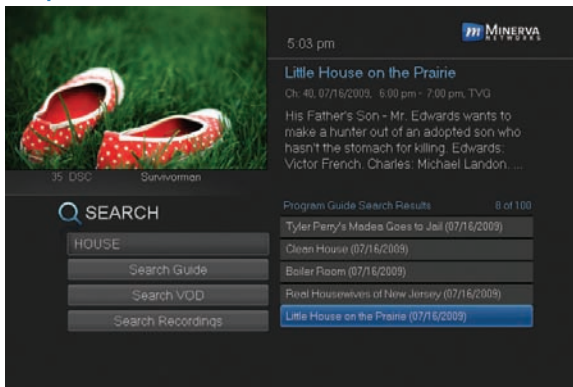 5:03 pm
m MINERVA
NETWORKS
Little House on the Prairie
Ch: 40, 07/16/2009, 6:00 pm - 7:00 pm, TVG
His Father's Son - Mr. Edwards wants to
make a hunter out of an adopted son who
hasn't the stomach for killing. Edwards:
Victor French. Charles: Michael Landon. ...
35 DSC Survivorman
SEARCH
HOUSE
Search Guide
Search VOD
Search Recordings
Program Guide Search Results 8 of 100
Tyler Perry's Madea Goes to Jail (07/16/2009)
Clean House (07/16/2009)
Boiler Room (07/16/2009)
Real Housewives of New Jersey (07/16/2009)
Little House on the Prairie (07/16/2009)